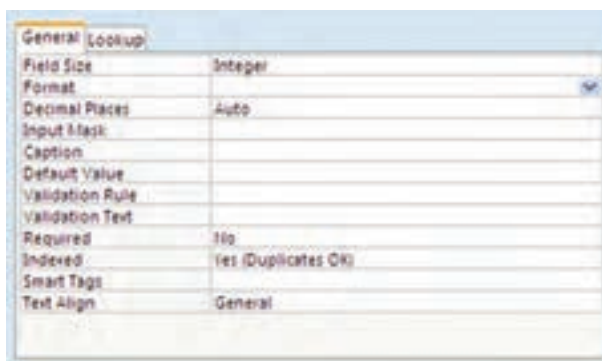 General Lookup
Field Size Integer
Format
Decimal Places Auto
Input Mask
Caption
Default Value
Validation Rule
Validation Text
Required No
Indexed Yes (Duplicates OK)
Smart Tags
Text Align General